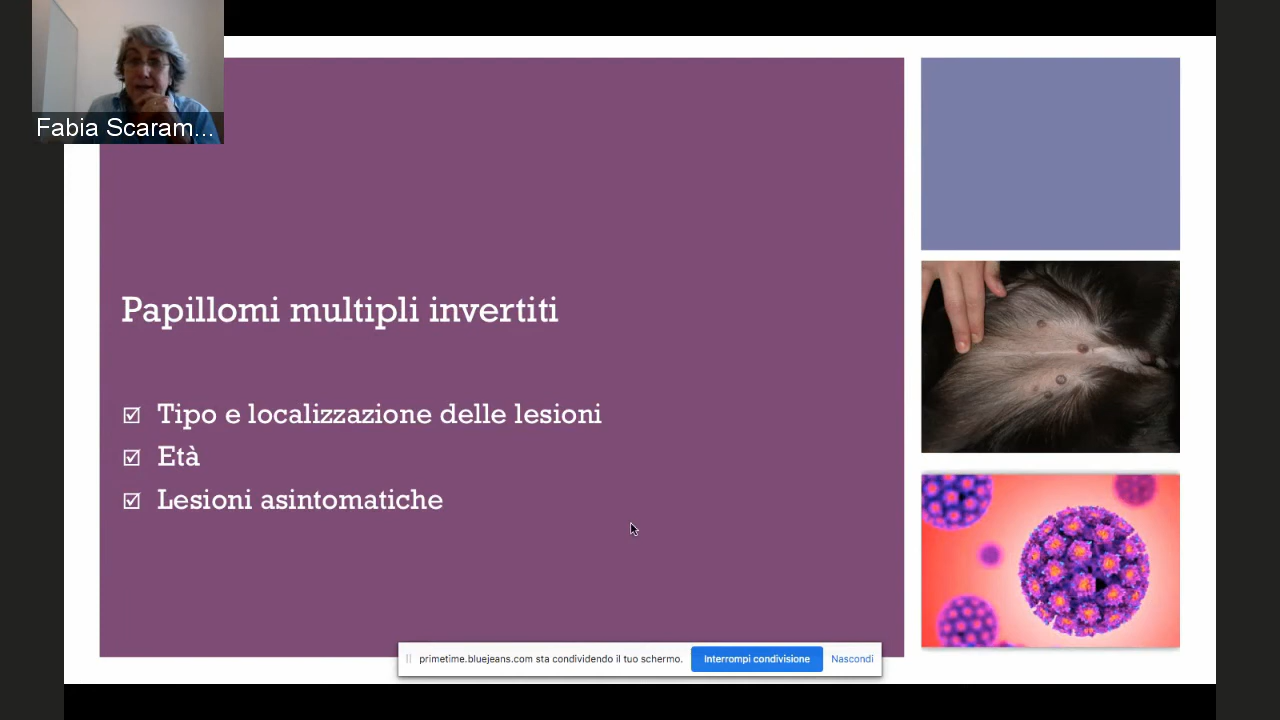 Fabia Scaram...
Papillomi multipli invertiti
Tipo e localizzazione delle lesioni
Età
Lesioni asintomatiche
primetime.bluejeans.com sta condividendo il tuo schermo. Interrompi condivisione Nascondi